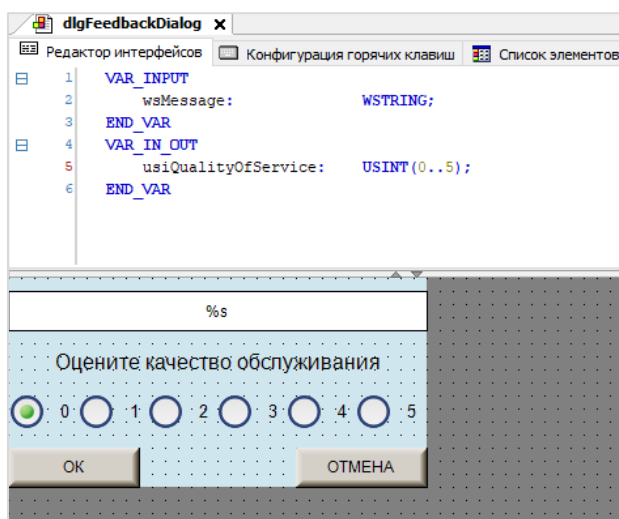 dlgFeedbackDialog x
Редактор интерфейсов Конфигурация горячих клавиш Список элементов
1 VAR_INPUT
2 wsMessage: WSTRING;
3 END_VAR
4 VAR_IN_OUT
5 usiQualityOfService: USINT(0..5);
6 END_VAR
%s
Оцените качество обслуживания
0 1 2 3 4 5
ОК ОТМЕНА